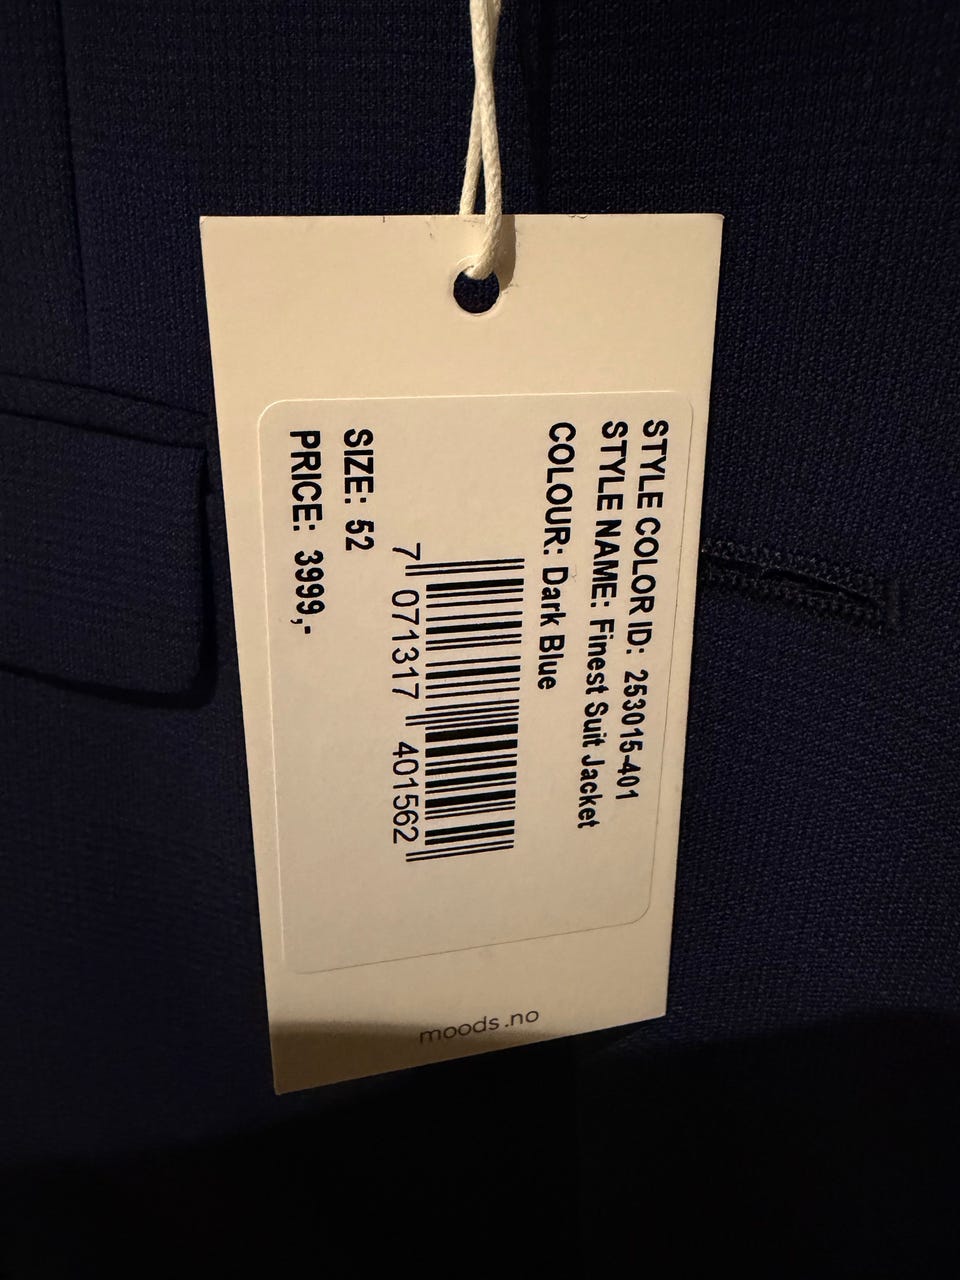 STYLE COLOR ID: 253015-401
STYLE NAME: Finest Suit Jacket
COLOUR: Dark Blue
7 071317 401562
SIZE: 52
PRICE: 3999,-
moods.no